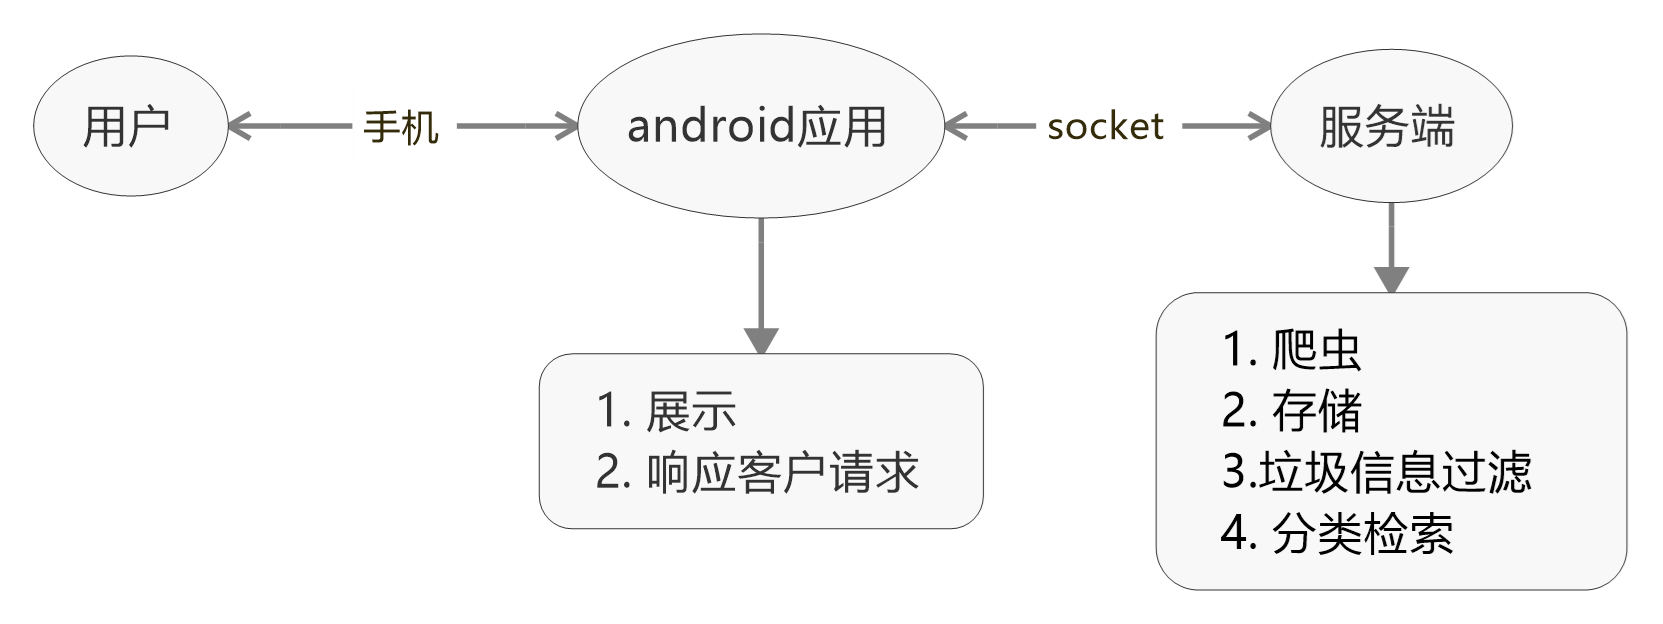 用户
手机
android应用
socket
服务端
1. 展示
2. 响应客户请求
1. 爬虫
2. 存储
3.垃圾信息过滤
4. 分类检索